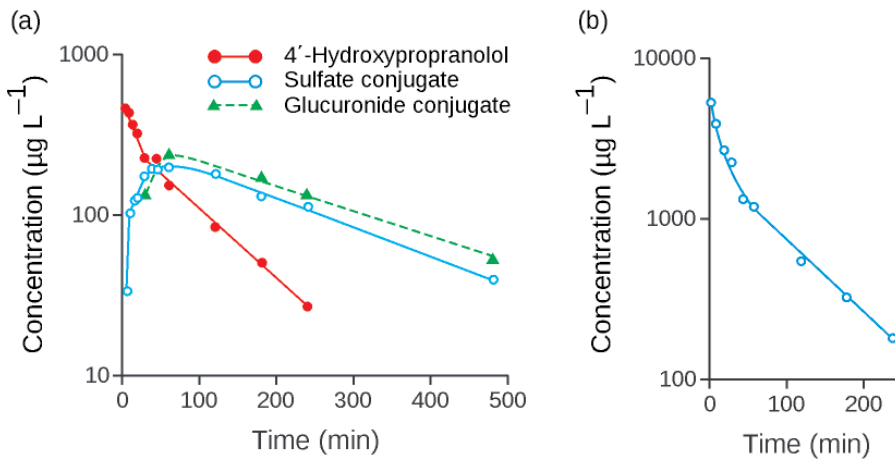 (a)
1000
100
10
Concentration (µg L⁻¹)
4´-Hydroxypropranolol
Sulfate conjugate
Glucuronide conjugate
0 100 200 300 400 500
Time (min)
(b)
10000
1000
100
Concentration (µg L⁻¹)
0 100 200
Time (min)